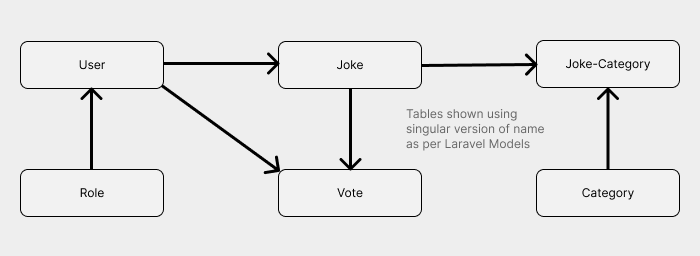 User
Joke
Joke-Category
Tables shown using
singular version of name
as per Laravel Models
Role
Vote
Category